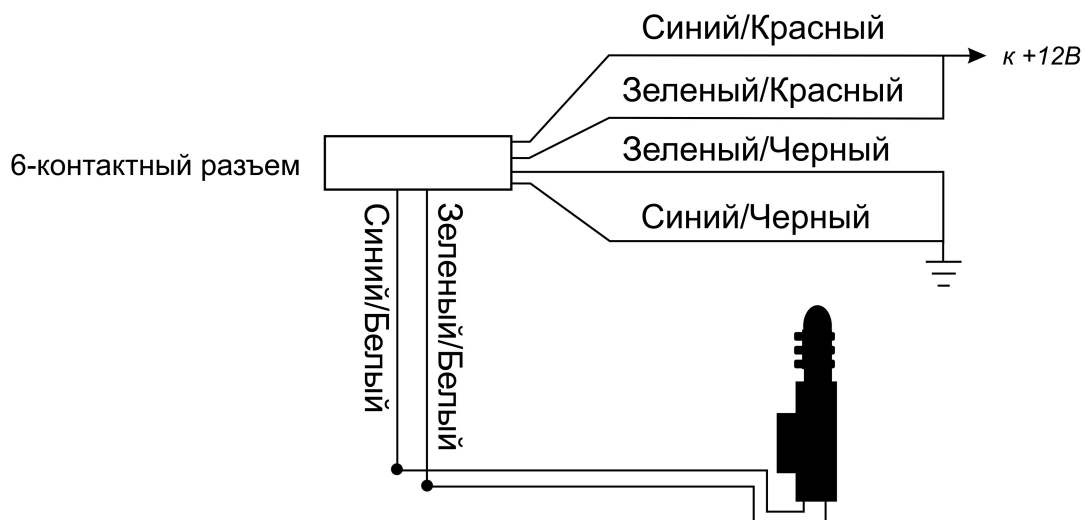 Синий/Красный
к +12В
Зеленый/Красный
Зеленый/Черный
6-контактный разъем
Синий/Черный
Синий/Белый
Зеленый/Белый